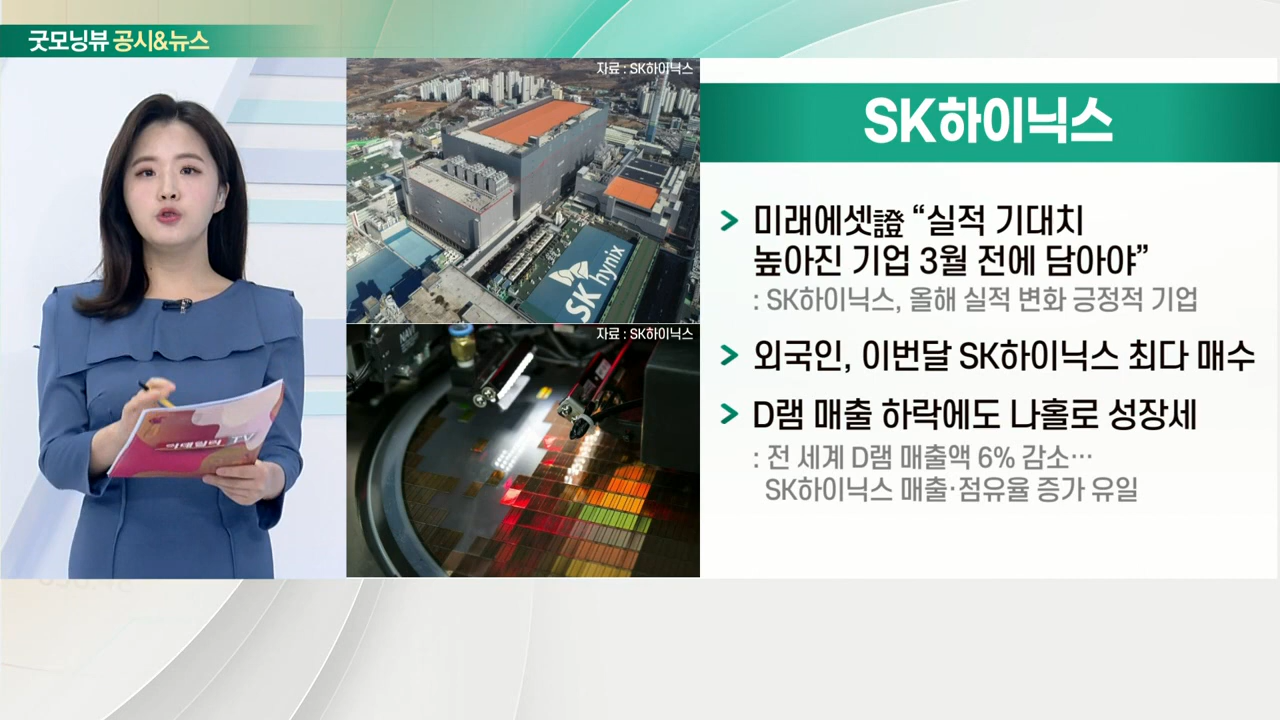 굿모닝뷰 공시&뉴스
자료 : SK하이닉스
SK hynix
자료 : SK하이닉스
SK하이닉스
미래에셋證 “실적 기대치
높아진 기업 3월 전에 담아야”
: SK하이닉스, 올해 실적 변화 긍정적 기업
외국인, 이번달 SK하이닉스 최다 매수
D램 매출 하락에도 나홀로 성장세
: 전 세계 D램 매출액 6% 감소…
SK하이닉스 매출·점유율 증가 유일